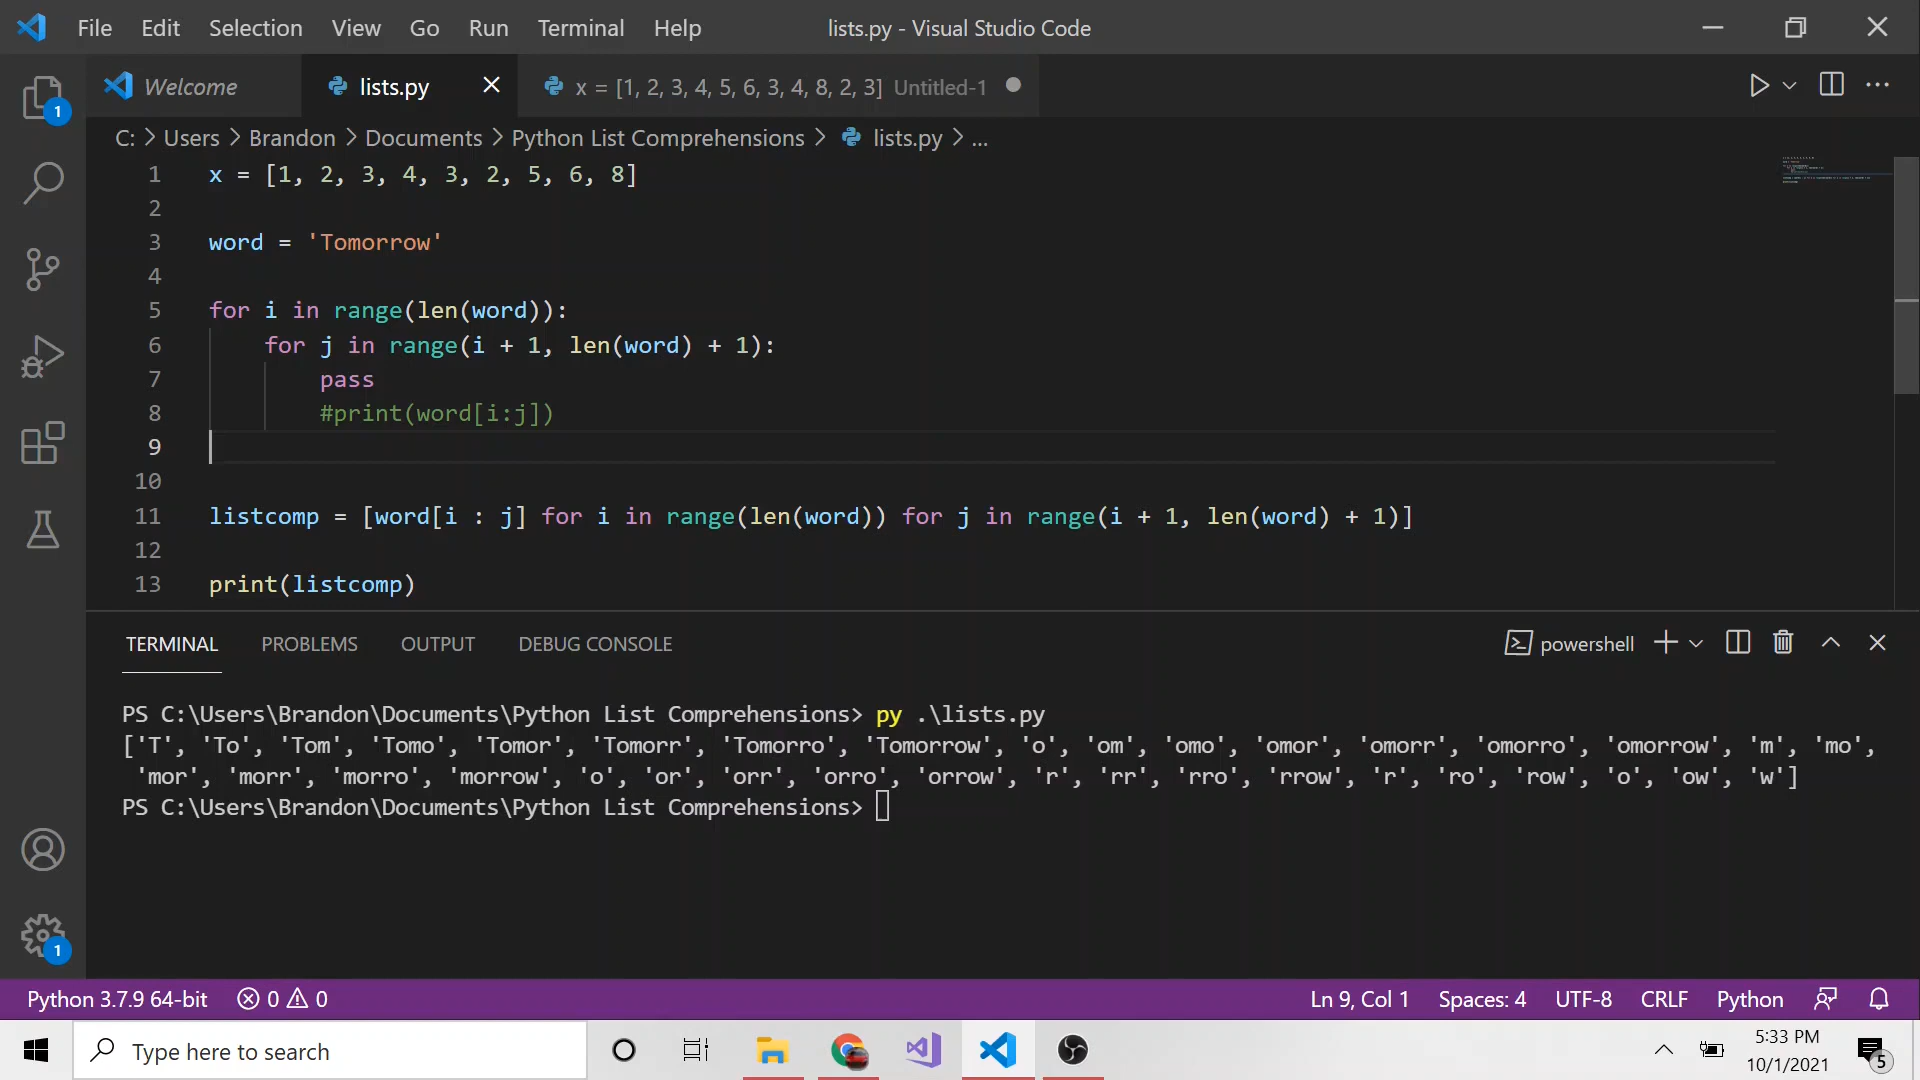 File Edit Selection View Go Run Terminal Help lists.py - Visual Studio Code
Welcome lists.py x = [1, 2, 3, 4, 5, 6, 3, 4, 8, 2, 3] Untitled-1
1
C: > Users > Brandon > Documents > Python List Comprehensions > lists.py > ...
1 x = [1, 2, 3, 4, 3, 2, 5, 6, 8]
2
3 word = 'Tomorrow'
4
5 for i in range(len(word)):
6     for j in range(i + 1, len(word) + 1):
7         pass
8         #print(word[i:j])
9
10
11 listcomp = [word[i : j] for i in range(len(word)) for j in range(i + 1, len(word) + 1)]
12
13 print(listcomp)
TERMINAL PROBLEMS OUTPUT DEBUG CONSOLE powershell
PS C:\Users\Brandon\Documents\Python List Comprehensions> py .\lists.py
['T', 'To', 'Tom', 'Tomo', 'Tomor', 'Tomorr', 'Tomorro', 'Tomorrow', 'o', 'om', 'omo', 'omor', 'omorr', 'omorro', 'omorrow', 'm', 'mo',
'mor', 'morr', 'morro', 'morrow', 'o', 'or', 'orr', 'orro', 'orrow', 'r', 'rr', 'rro', 'rrow', 'r', 'ro', 'row', 'o', 'ow', 'w']
PS C:\Users\Brandon\Documents\Python List Comprehensions>
1
Python 3.7.9 64-bit 0 0 Ln 9, Col 1 Spaces: 4 UTF-8 CRLF Python
Type here to search
5:33 PM
10/1/2021
5